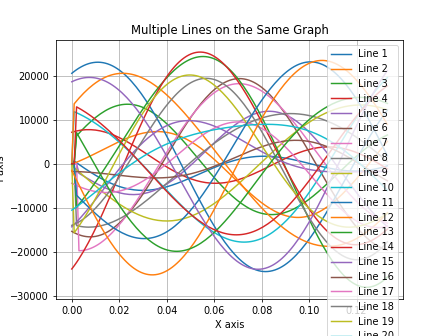 Multiple Lines on the Same Graph
20000
10000
0
-10000
-20000
-30000
0.00
0.02
0.04
0.06
0.08
0.10
X axis
Line 1
Line 2
Line 3
Line 4
Line 5
Line 6
Line 7
Line 8
Line 9
Line 10
Line 11
Line 12
Line 13
Line 14
Line 15
Line 16
Line 17
Line 18
Line 19
Line 20